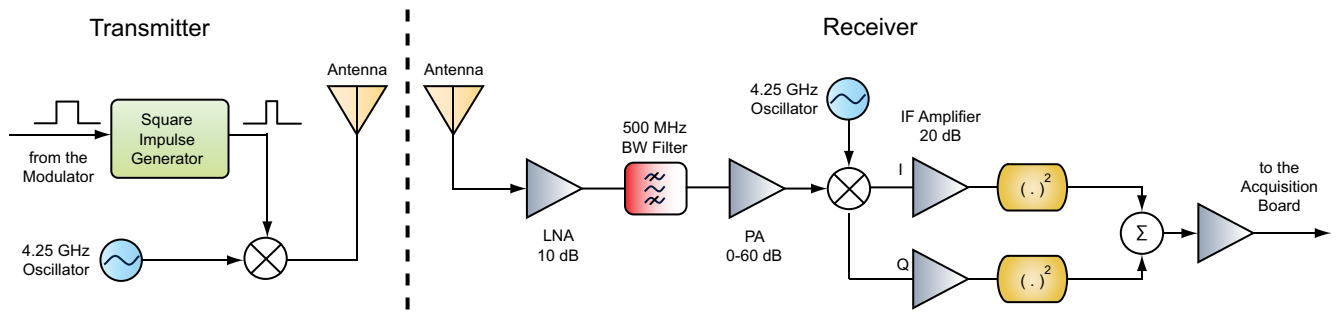 Transmitter
Receiver
Antenna
Antenna
Square
Impulse
Generator
from the
Modulator
4.25 GHz
Oscillator
LNA
10 dB
500 MHz
BW Filter
PA
0-60 dB
4.25 GHz
Oscillator
IF Amplifier
20 dB
I
Q
( . )²
( . )²
Σ
to the
Acquisition
Board